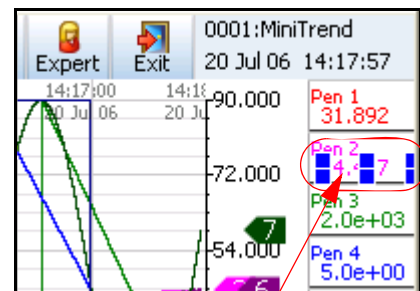 0001:MiniTrend
Expert Exit 20 Jul 06 14:17:57
14:17:00
20 Jul 06
90.000
Pen 1
31.892
Pen 2
72.000
Pen 3
2.0e+03
7
54.000
Pen 4
5.0e+00
6